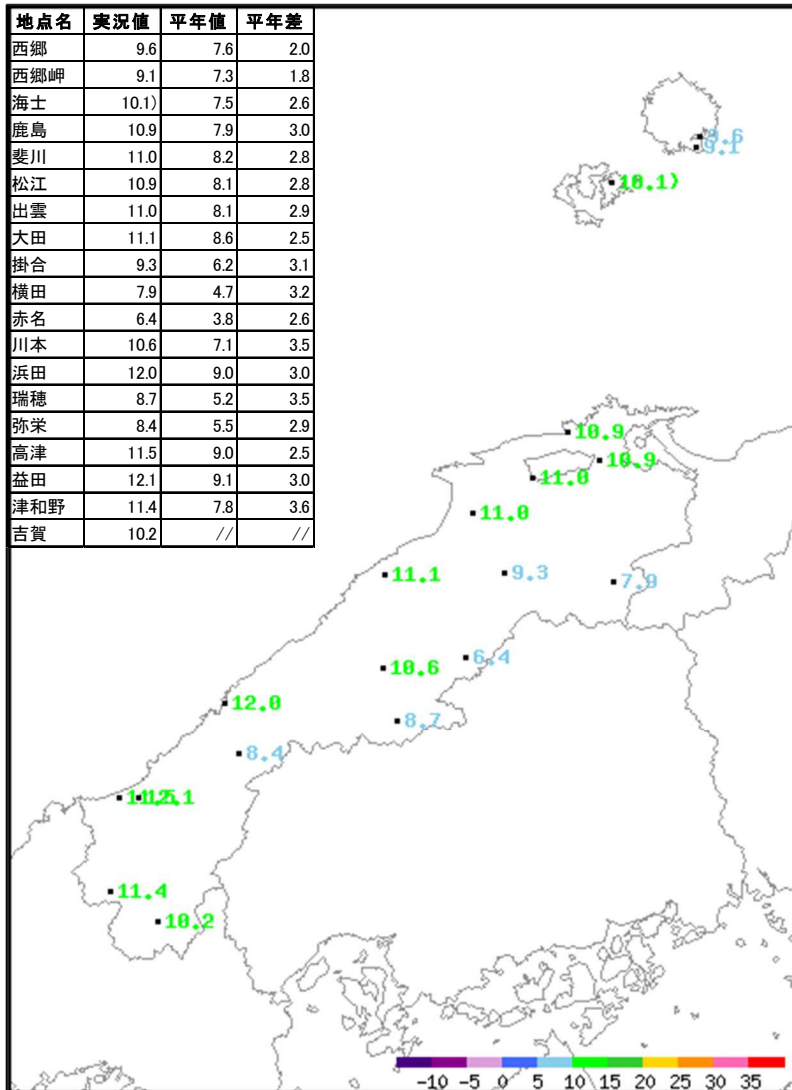 地点名 実況値 平年値 平年差
西郷 9.6 7.6 2.0
西郷岬 9.1 7.3 1.8
海士 10.1) 7.5 2.6
鹿島 10.9 7.9 3.0
斐川 11.0 8.2 2.8
松江 10.9 8.1 2.8
出雲 11.0 8.1 2.9
大田 11.1 8.6 2.5
掛合 9.3 6.2 3.1
横田 7.9 4.7 3.2
赤名 6.4 3.8 2.6
川本 10.6 7.1 3.5
浜田 12.0 9.0 3.0
瑞穂 8.7 5.2 3.5
弥栄 8.4 5.5 2.9
高津 11.5 9.0 2.5
益田 12.1 9.1 3.0
津和野 11.4 7.8 3.6
吉賀 10.2 // //
9.6
9.1
10.1)
10.9
10.9
11.0
11.0
11.1
9.3
7.9
6.4
10.6
12.0
8.7
8.4
11.5
12.1
11.4
10.2
-10 -5 0 5 10 15 20 25 30 35